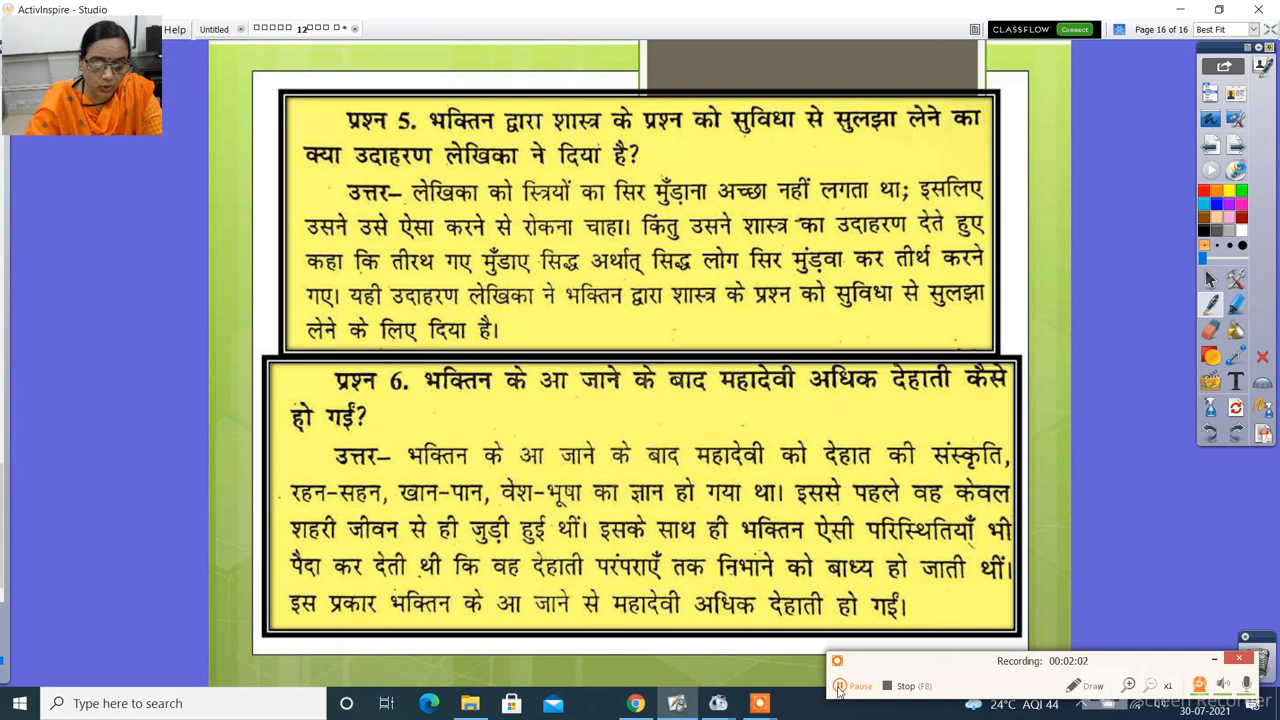 ActivInspire - Studio
Help
Untitled
12
CLASSFLOW
Connect
Page 16 of 16
Best Fit
प्रश्न 5. भक्तिन द्वारा शास्त्र के प्रश्न को सुविधा से सुलझा लेने का
क्या उदाहरण लेखिका ने दिया है?
उत्तर– लेखिका को स्त्रियों का सिर मुँड़ाना अच्छा नहीं लगता था; इसलिए
उसने उसे ऐसा करने से रोकना चाहा। किंतु उसने शास्त्र का उदाहरण देते हुए
कहा कि तीरथ गए मुँडाए सिद्ध अर्थात् सिद्ध लोग सिर मुंड़वा कर तीर्थ करने
गए। यही उदाहरण लेखिका ने भक्तिन द्वारा शास्त्र के प्रश्न को सुविधा से सुलझा
लेने के लिए दिया है।
प्रश्न 6. भक्तिन के आ जाने के बाद महादेवी अधिक देहाती कैसे
हो गईं?
उत्तर– भक्तिन के आ जाने के बाद महादेवी को देहात की संस्कृति,
रहन-सहन, खान-पान, वेश-भूषा का ज्ञान हो गया था। इससे पहले वह केवल
शहरी जीवन से ही जुड़ी हुई थीं। इसके साथ ही भक्तिन ऐसी परिस्थितियाँ भी
पैदा कर देती थी कि वह देहाती परंपराएँ तक निभाने को बाध्य हो जाती थीं।
इस प्रकार भक्तिन के आ जाने से महादेवी अधिक देहाती हो गईं।
Recording: 00:02:02
Pause
Stop (F8)
Draw
x1
Screen Recorder
Type here to search
24°C AQI 44
30-07-2021